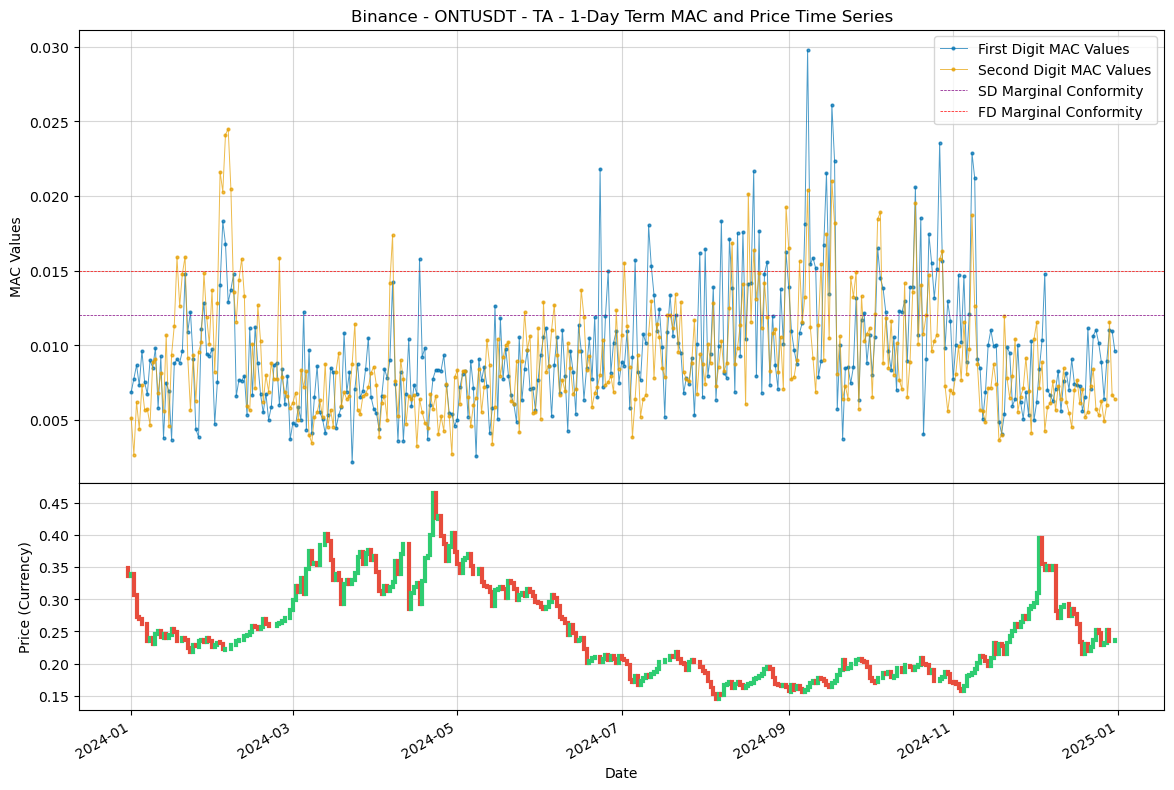 Binance - ONTUSDT - TA - 1-Day Term MAC and Price Time Series
First Digit MAC Values
Second Digit MAC Values
SD Marginal Conformity
FD Marginal Conformity
MAC Values
0.030
0.025
0.020
0.015
0.010
0.005
Price (Currency)
0.45
0.40
0.35
0.30
0.25
0.20
0.15
2024-01
2024-03
2024-05
2024-07
2024-09
2024-11
2025-01
Date